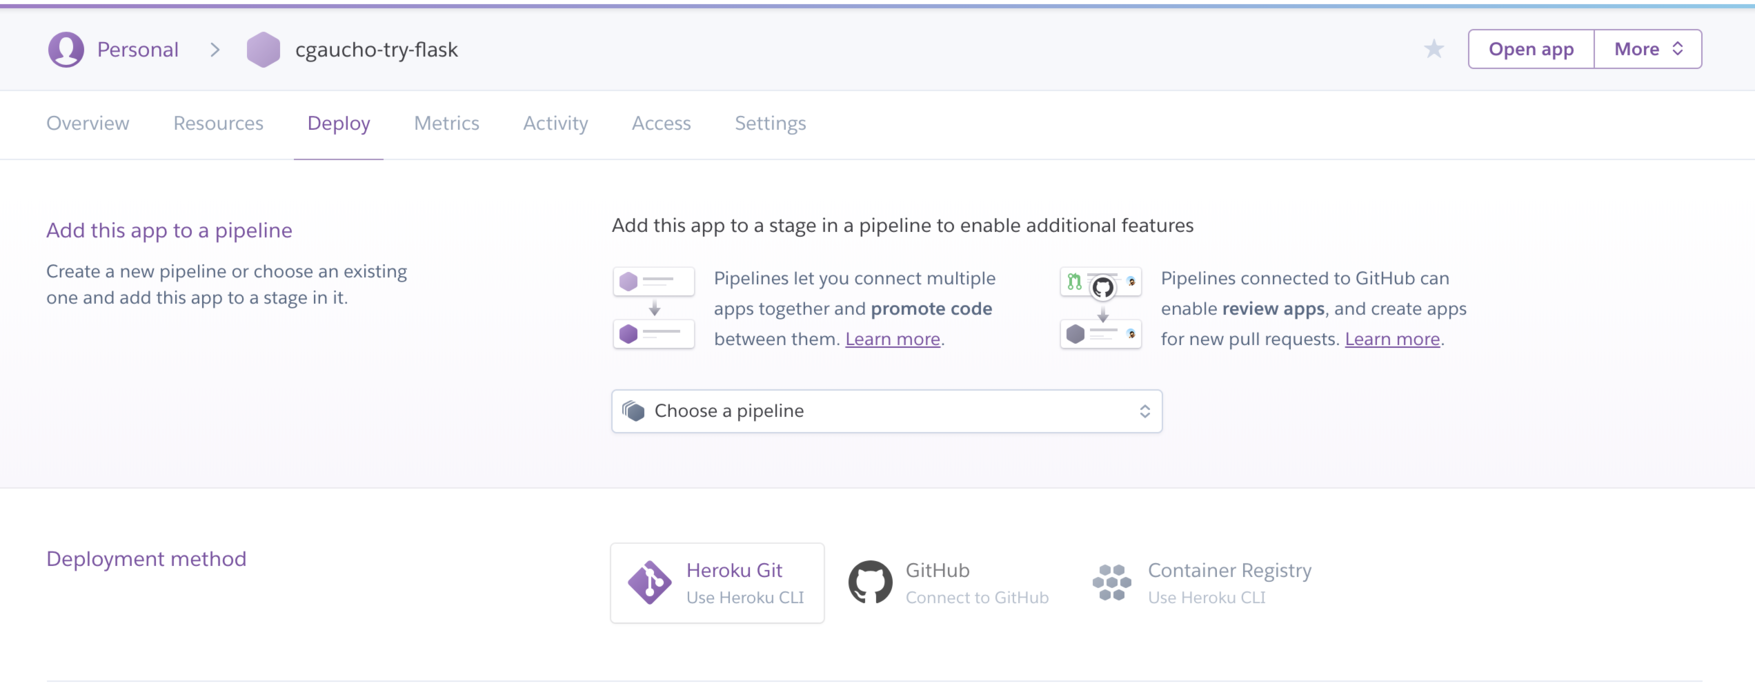 Personal > cgaucho-try-flask
Open app
More
Overview Resources Deploy Metrics Activity Access Settings
Add this app to a pipeline
Create a new pipeline or choose an existing
one and add this app to a stage in it.
Add this app to a stage in a pipeline to enable additional features
Pipelines let you connect multiple
apps together and promote code
between them. Learn more.
Pipelines connected to GitHub can
enable review apps, and create apps
for new pull requests. Learn more.
Choose a pipeline
Deployment method
Heroku Git
Use Heroku CLI
GitHub
Connect to GitHub
Container Registry
Use Heroku CLI